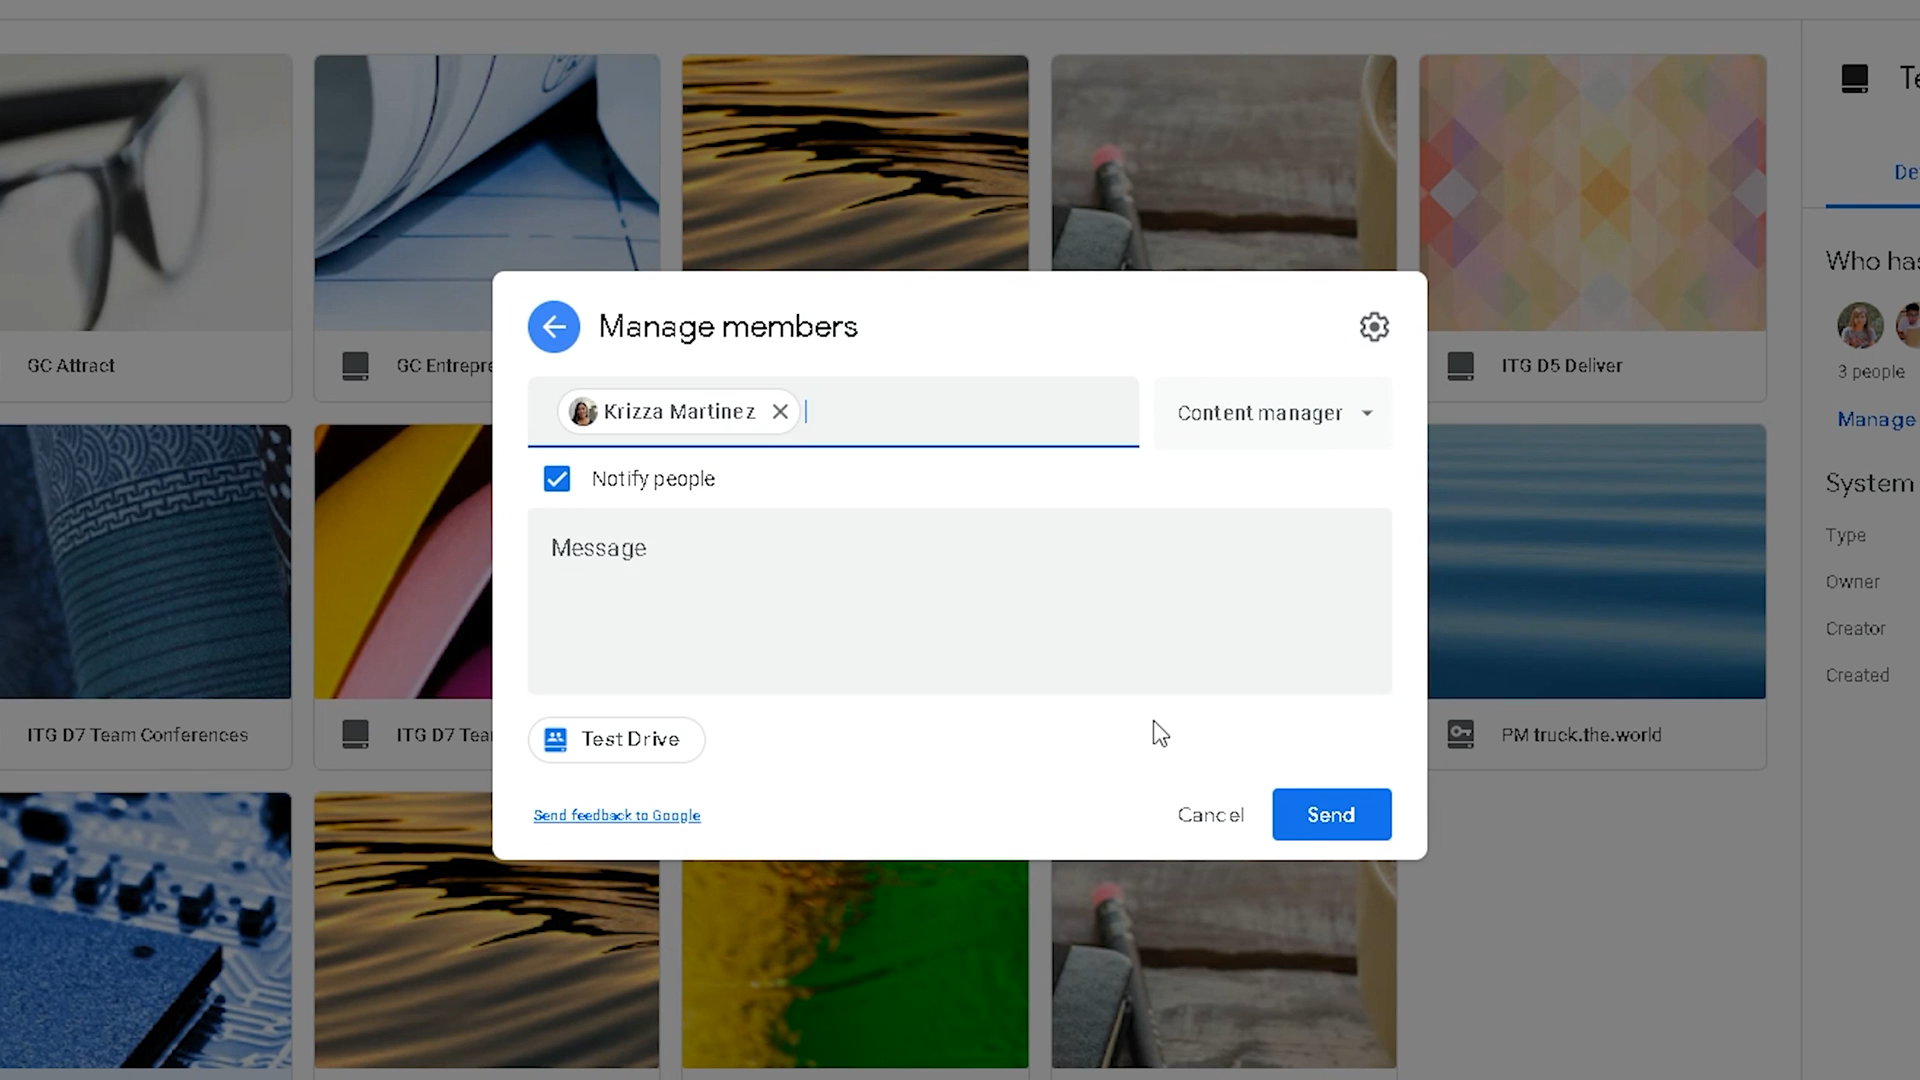 Te
De
GC Attract
GC Entrepre
ITG D5 Deliver
Who has
3 people
Manage
Manage members
Krizza Martinez
Content manager
Notify people
Message
Test Drive
Send feedback to Google
Cancel
Send
System
Type
Owner
Creator
Created
ITG D7 Team Conferences
ITG D7 Tea
PM truck.the.world